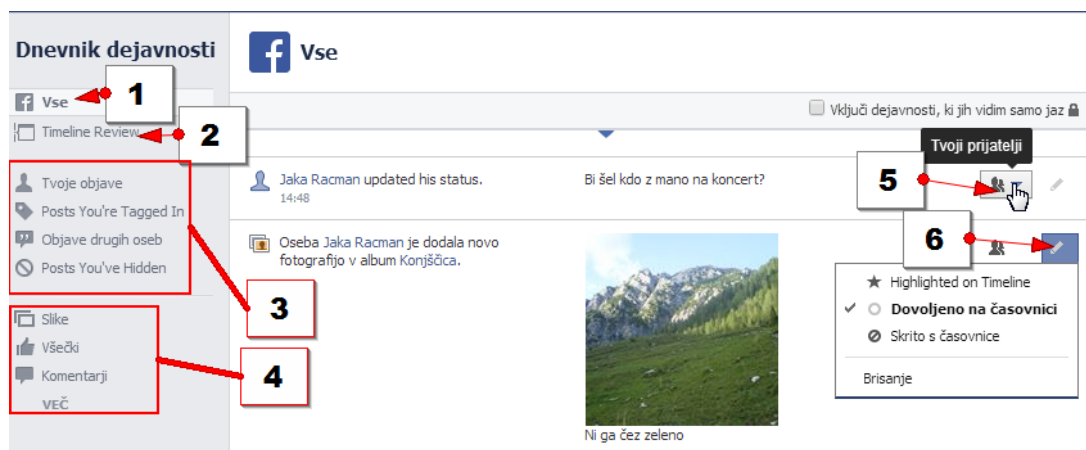 Dnevnik dejavnosti
Vse
1
Vse
Timeline Review
2
Tvoje objave
Posts You're Tagged In
Objave drugih oseb
Posts You've Hidden
3
Slike
Všečki
Komentarji
VEČ
4
Vključi dejavnosti, ki jih vidim samo jaz
Tvoji prijatelji
Jaka Racman updated his status.
14:48
Bi šel kdo z mano na koncert?
5
Oseba Jaka Racman je dodala novo
fotografijo v album Konjščica.
Ni ga čez zeleno
6
Highlighted on Timeline
Dovoljeno na časovnici
Skrito s časovnice
Brisanje